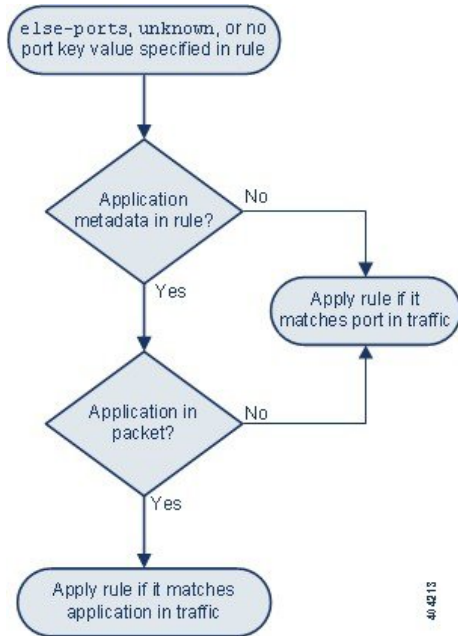 else-ports, unknown, or no
port key value specified in rule
Application
metadata in rule?
No
Yes
Apply rule if it
matches port in traffic
Application in
packet?
No
Yes
Apply rule if it matches
application in traffic
404213